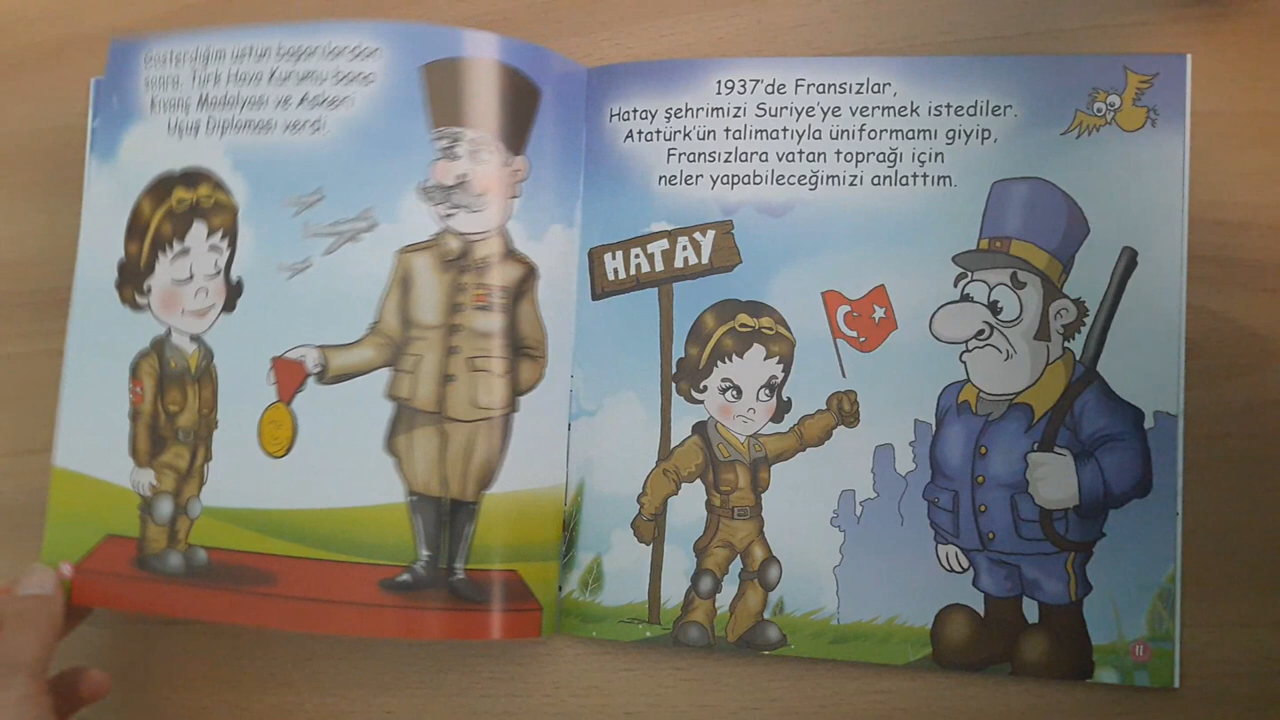 Gösterdiğim üstün başarılardan
sonra, Türk Hava Kurumu bana
Kıvanç Madalyası ve Askeri
Uçuş Diploması verdi.
1937'de Fransızlar,
Hatay şehrimizi Suriye'ye vermek istediler.
Atatürk'ün talimatıyla üniformamı giyip,
Fransızlara vatan toprağı için
neler yapabileceğimizi anlattım.
HATAY
11